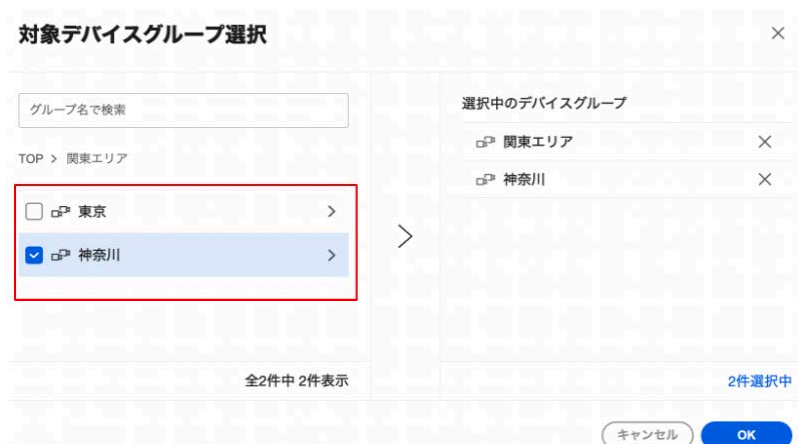 対象デバイスグループ選択
グループ名で検索
TOP > 関東エリア
東京
神奈川
全2件中 2件表示
選択中のデバイスグループ
関東エリア
神奈川
2件選択中
キャンセル
OK